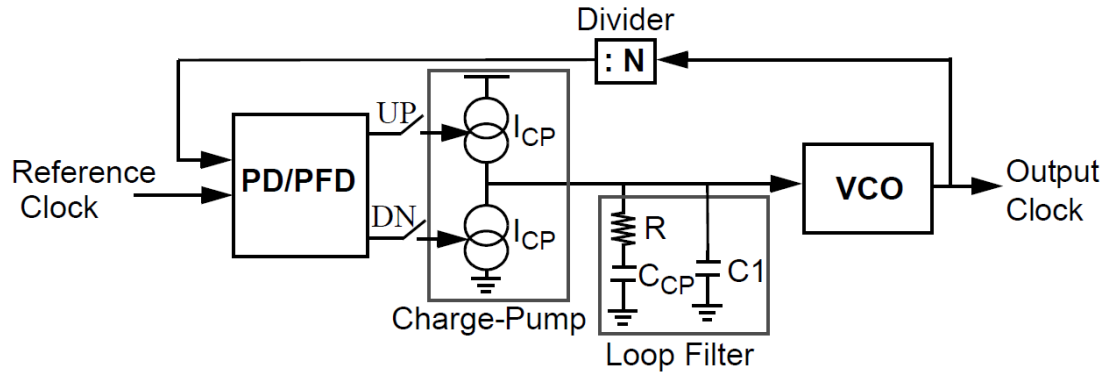 Divider
: N
UP
I_CP
PD/PFD
Reference
Clock
VCO
Output
Clock
DN
I_CP
R
C_CP
C1
Charge-Pump
Loop Filter